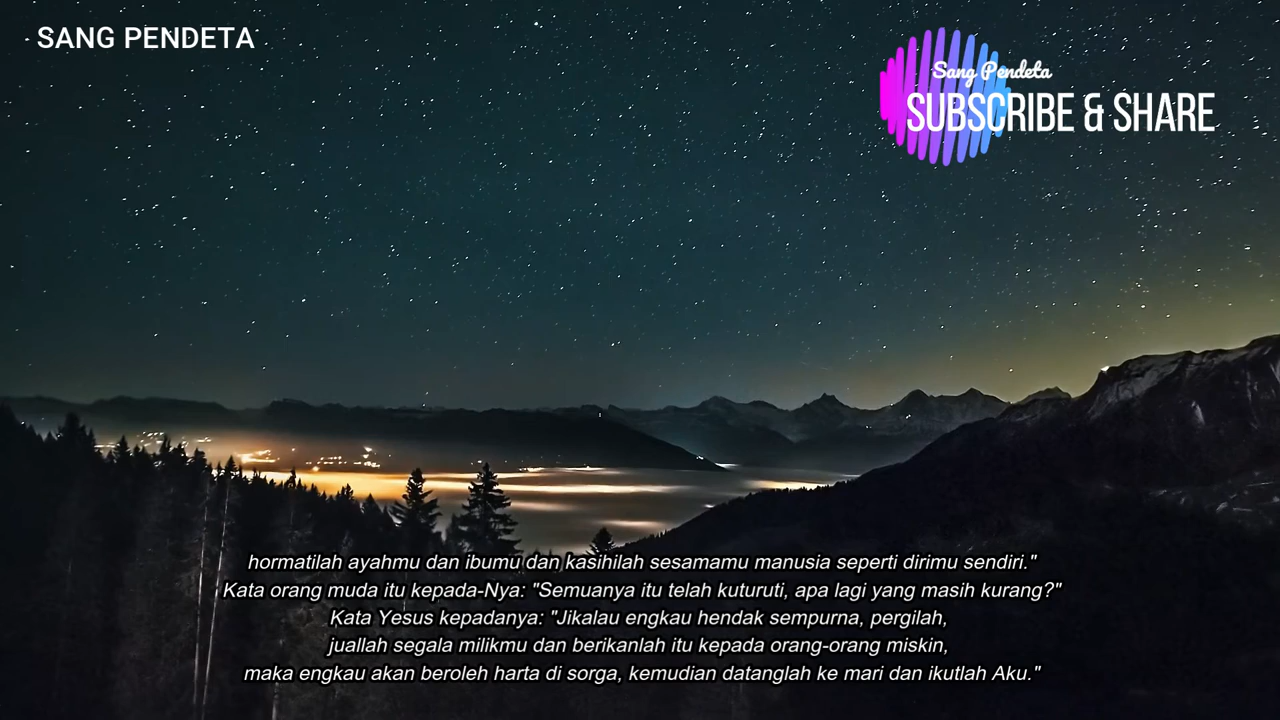 · SANG PENDETA
Sang Pendeta
SUBSCRIBE & SHARE
hormatilah ayahmu dan ibumu dan kasihilah sesamamu manusia seperti dirimu sendiri."
Kata orang muda itu kepada-Nya: "Semuanya itu telah kuturuti, apa lagi yang masih kurang?"
Kata Yesus kepadanya: "Jikalau engkau hendak sempurna, pergilah,
juallah segala milikmu dan berikanlah itu kepada orang-orang miskin,
maka engkau akan beroleh harta di sorga, kemudian datanglah ke mari dan ikutlah Aku."